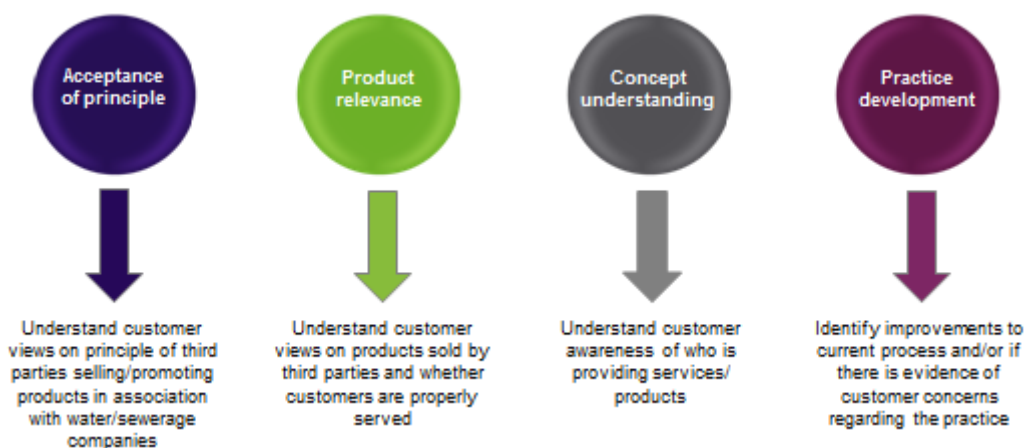 Acceptance
of principle
Product
relevance
Concept
understanding
Practice
development
Understand customer
views on principle of third
parties selling/promoting
products in association
with water/sewerage
companies
Understand customer
views on products sold by
third parties and whether
customers are properly
served
Understand customer
awareness of who is
providing services/
products
Identify improvements to
current process and/or if
there is evidence of
customer concerns
regarding the practice